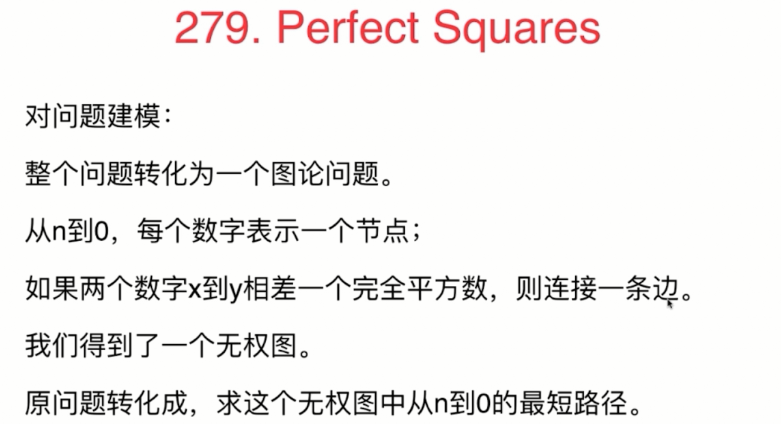 279. Perfect Squares
对问题建模：
整个问题转化为一个图论问题。
从n到0，每个数字表示一个节点；
如果两个数字x到y相差一个完全平方数，则连接一条边。
我们得到了一个无权图。
原问题转化成，求这个无权图中从n到0的最短路径。